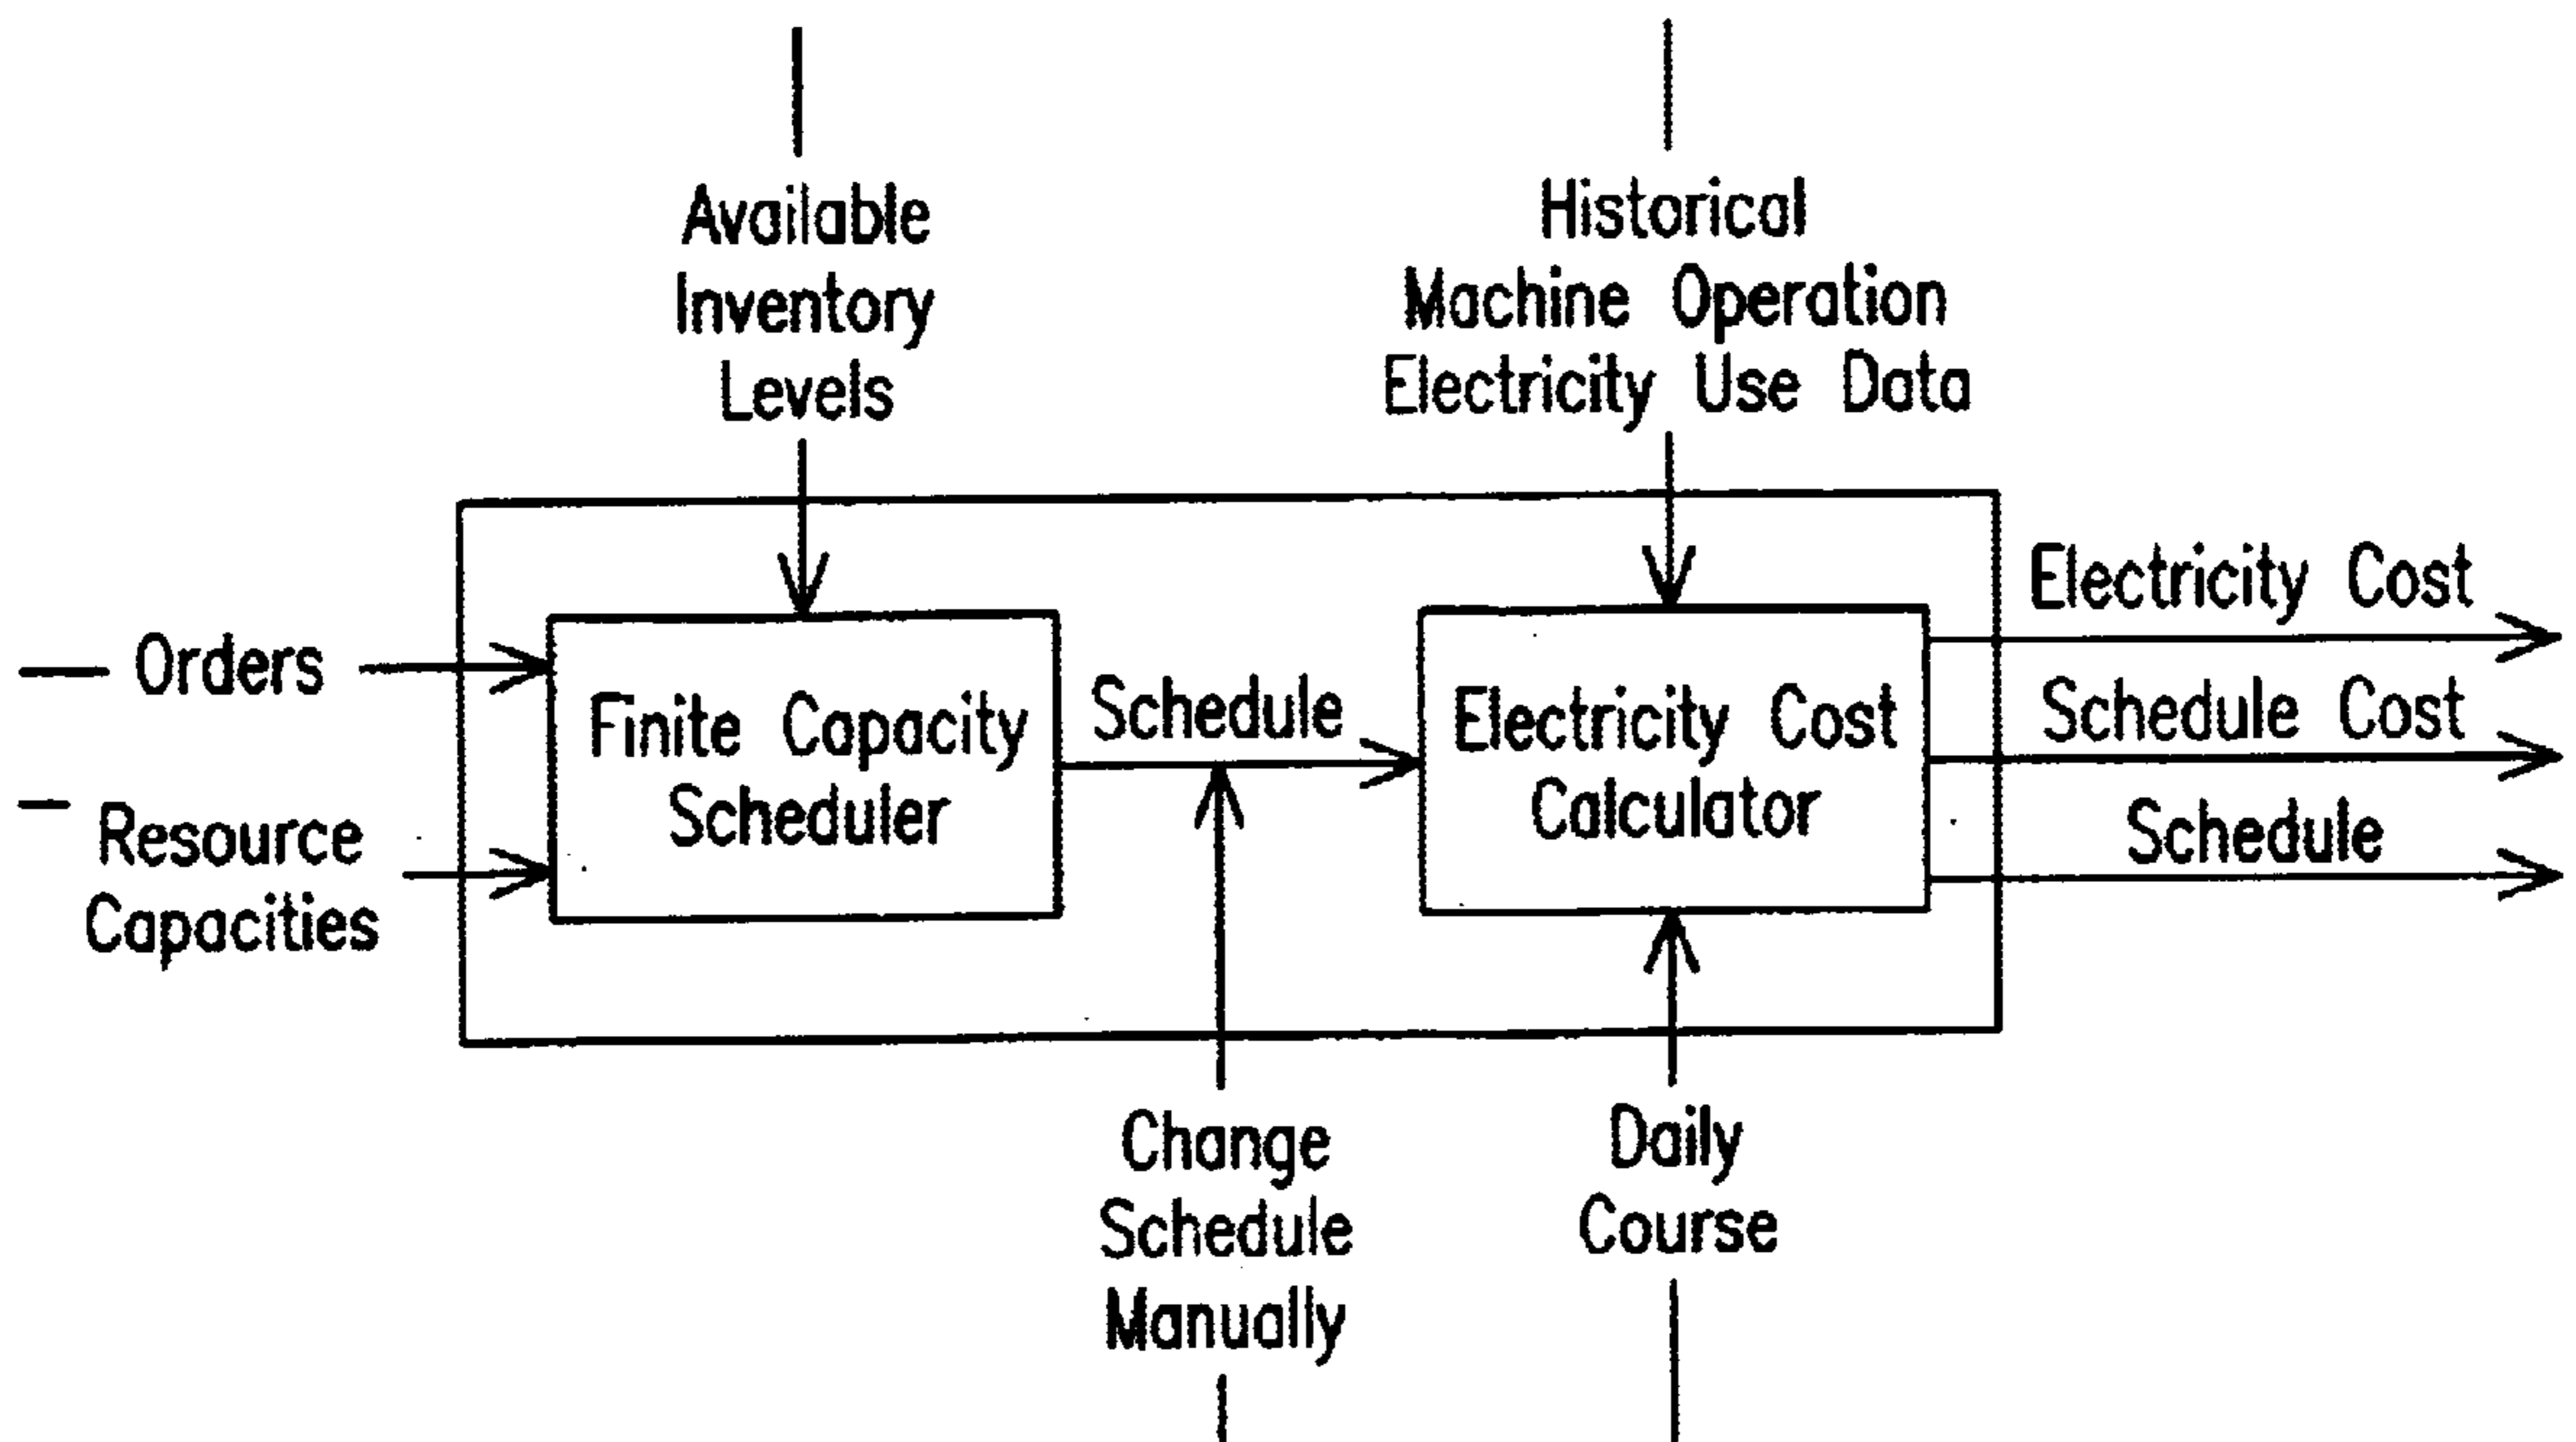 Available
Inventory
Levels
Historical
Machine Operation
Electricity Use Data
Orders
Resource
Capacities
Finite Capacity
Scheduler
Schedule
Electricity Cost
Calculator
Electricity Cost
Schedule Cost
Schedule
Change
Schedule
Manually
Daily
Course